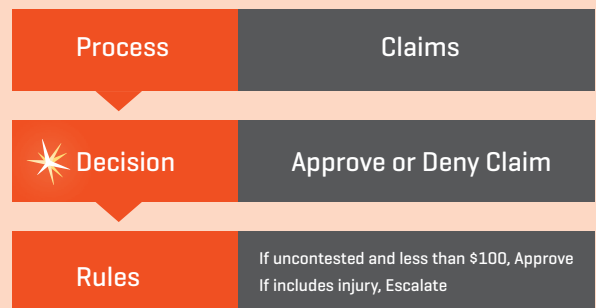 Process
Claims
Decision
Approve or Deny Claim
Rules
If uncontested and less than $100, Approve
If includes injury, Escalate